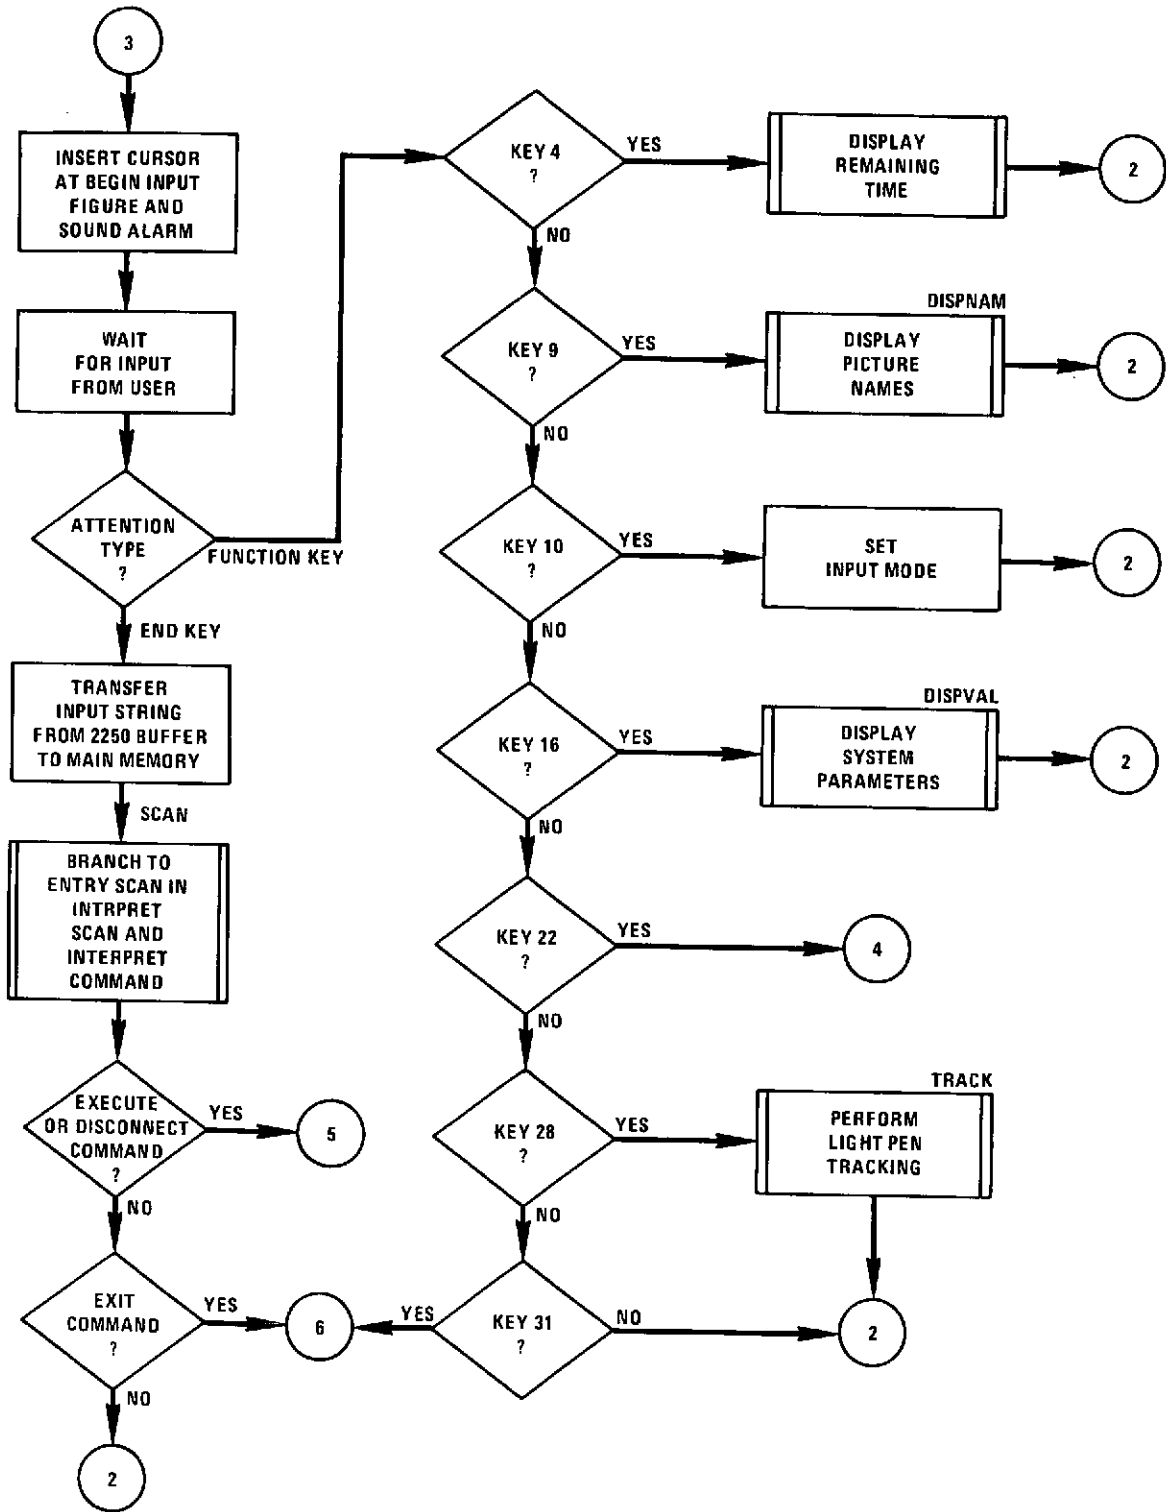 3
INSERT CURSOR
AT BEGIN INPUT
FIGURE AND
SOUND ALARM
WAIT
FOR INPUT
FROM USER
ATTENTION
TYPE
?
FUNCTION KEY
END KEY
TRANSFER
INPUT STRING
FROM 2250 BUFFER
TO MAIN MEMORY
SCAN
BRANCH TO
ENTRY SCAN IN
INTRPRET
SCAN AND
INTERPRET
COMMAND
EXECUTE
OR DISCONNECT
COMMAND
?
YES
5
NO
EXIT
COMMAND
?
YES
6
NO
2
KEY 4
?
YES
DISPLAY
REMAINING
TIME
2
NO
KEY 9
?
YES
DISPNAM
DISPLAY
PICTURE
NAMES
2
NO
KEY 10
?
YES
SET
INPUT MODE
2
NO
KEY 16
?
YES
DISPVAL
DISPLAY
SYSTEM
PARAMETERS
2
NO
KEY 22
?
YES
4
NO
KEY 28
?
YES
TRACK
PERFORM
LIGHT PEN
TRACKING
NO
KEY 31
?
YES
NO
2